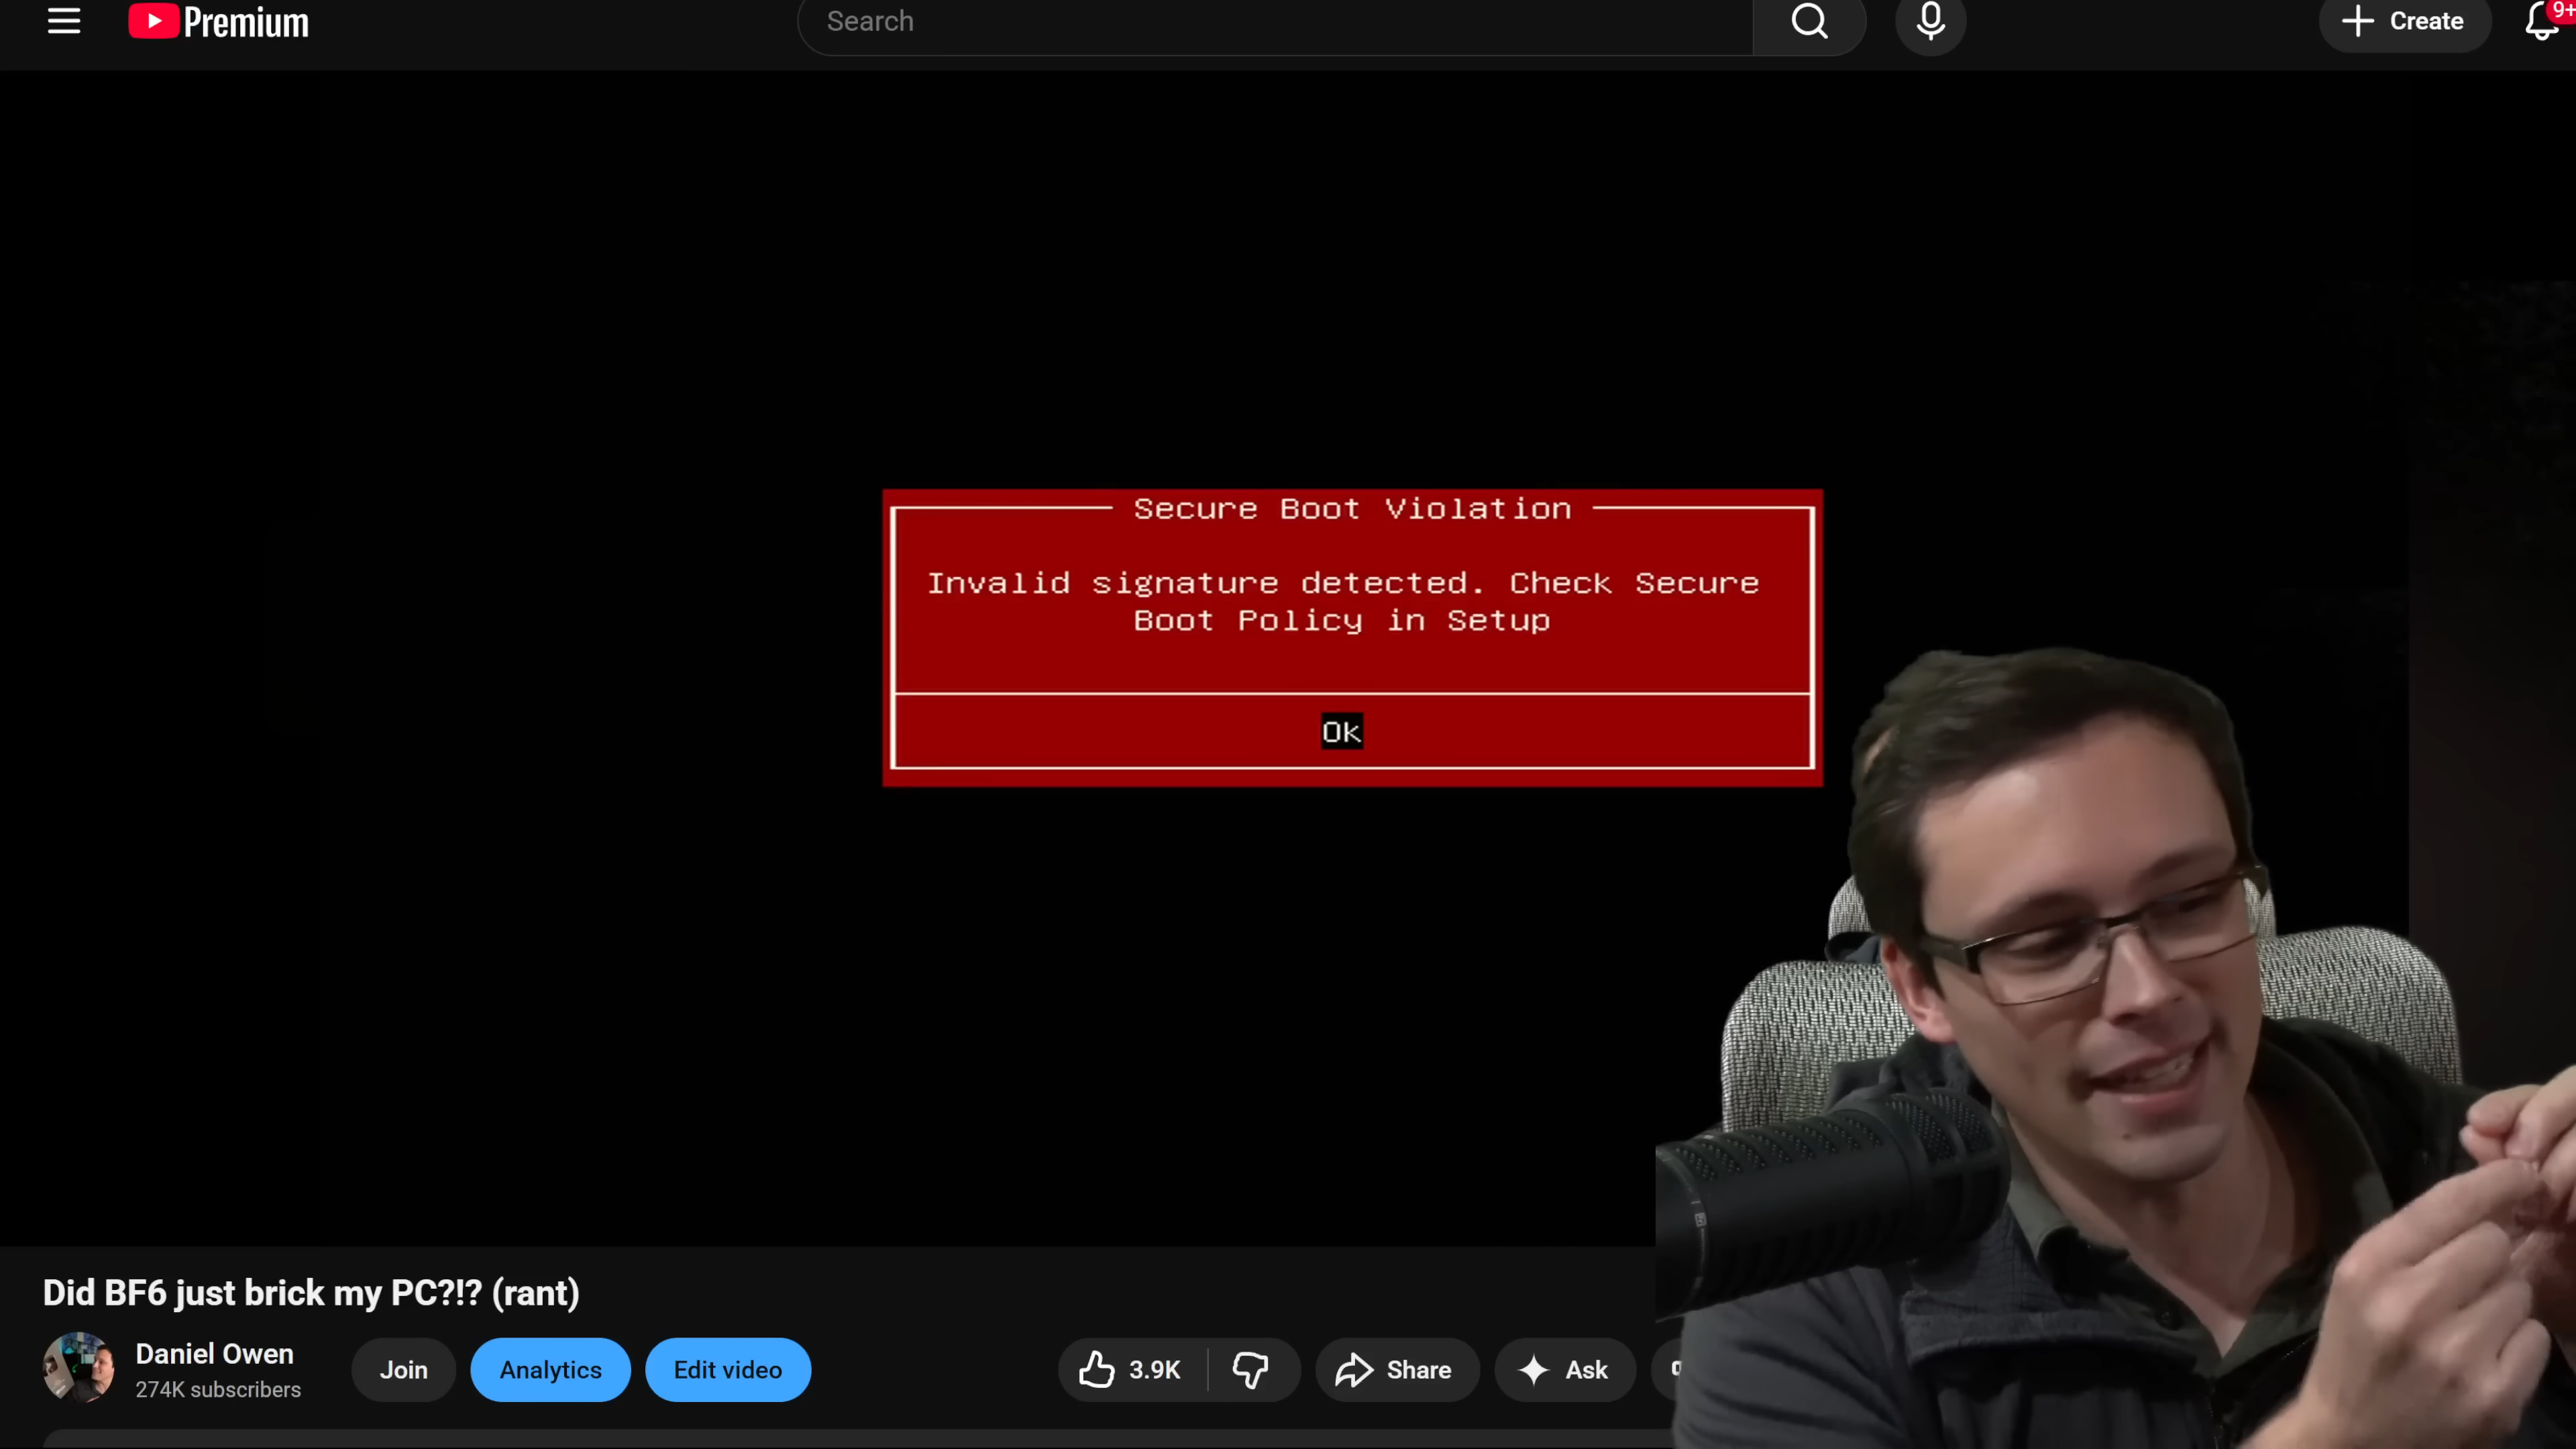 Premium
Search
Create
9+
Secure Boot Violation
Invalid signature detected. Check Secure
Boot Policy in Setup
Ok
Did BF6 just brick my PC?!? (rant)
Daniel Owen
274K subscribers
Join
Analytics
Edit video
3.9K
Share
Ask